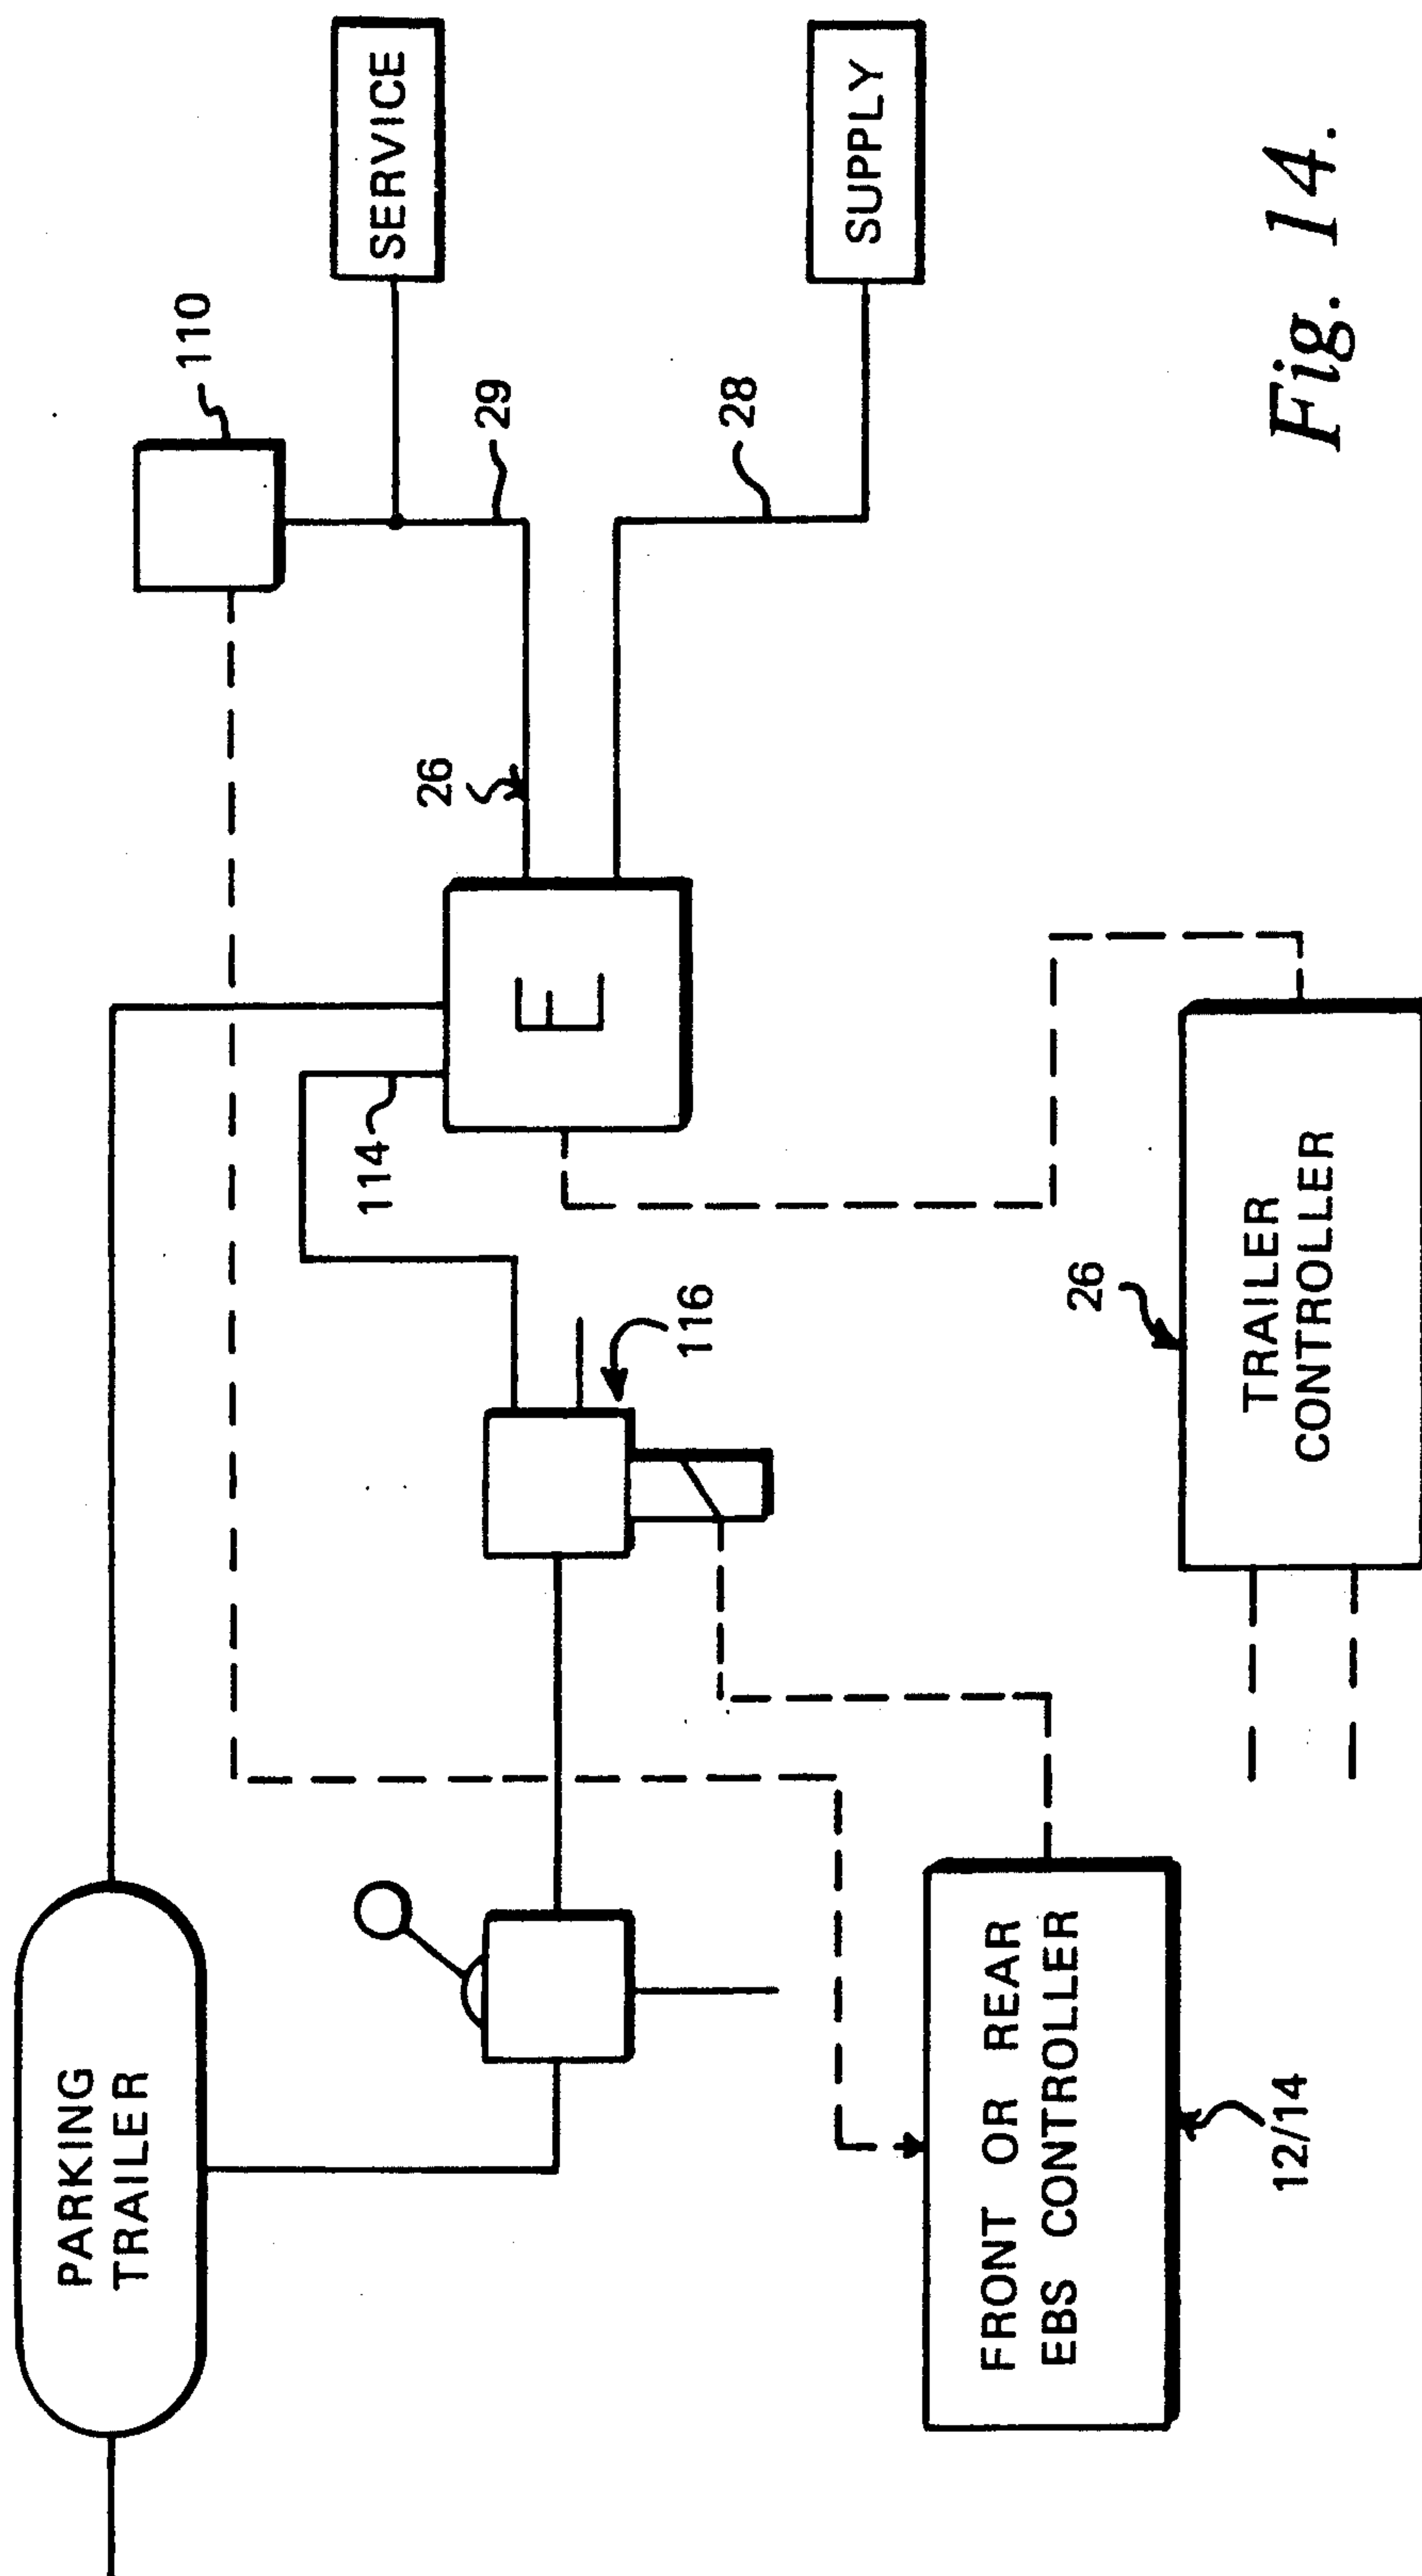 PARKING
TRAILER
110
SERVICE
29
114
26
E
28
SUPPLY
116
FRONT OR REAR
EBS CONTROLLER
12/14
26
TRAILER
CONTROLLER
Fig. 14.